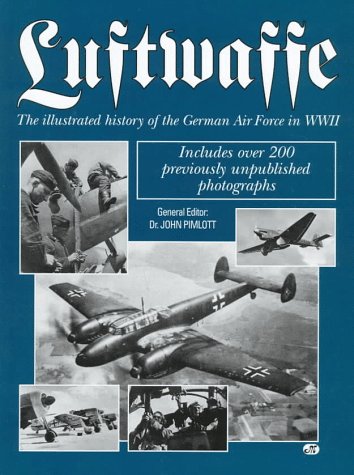 Luftwaffe
The illustrated history of the German Air Force in WWII
Includes over 200
previously unpublished
photographs
General Editor:
Dr. JOHN PIMLOTT
M